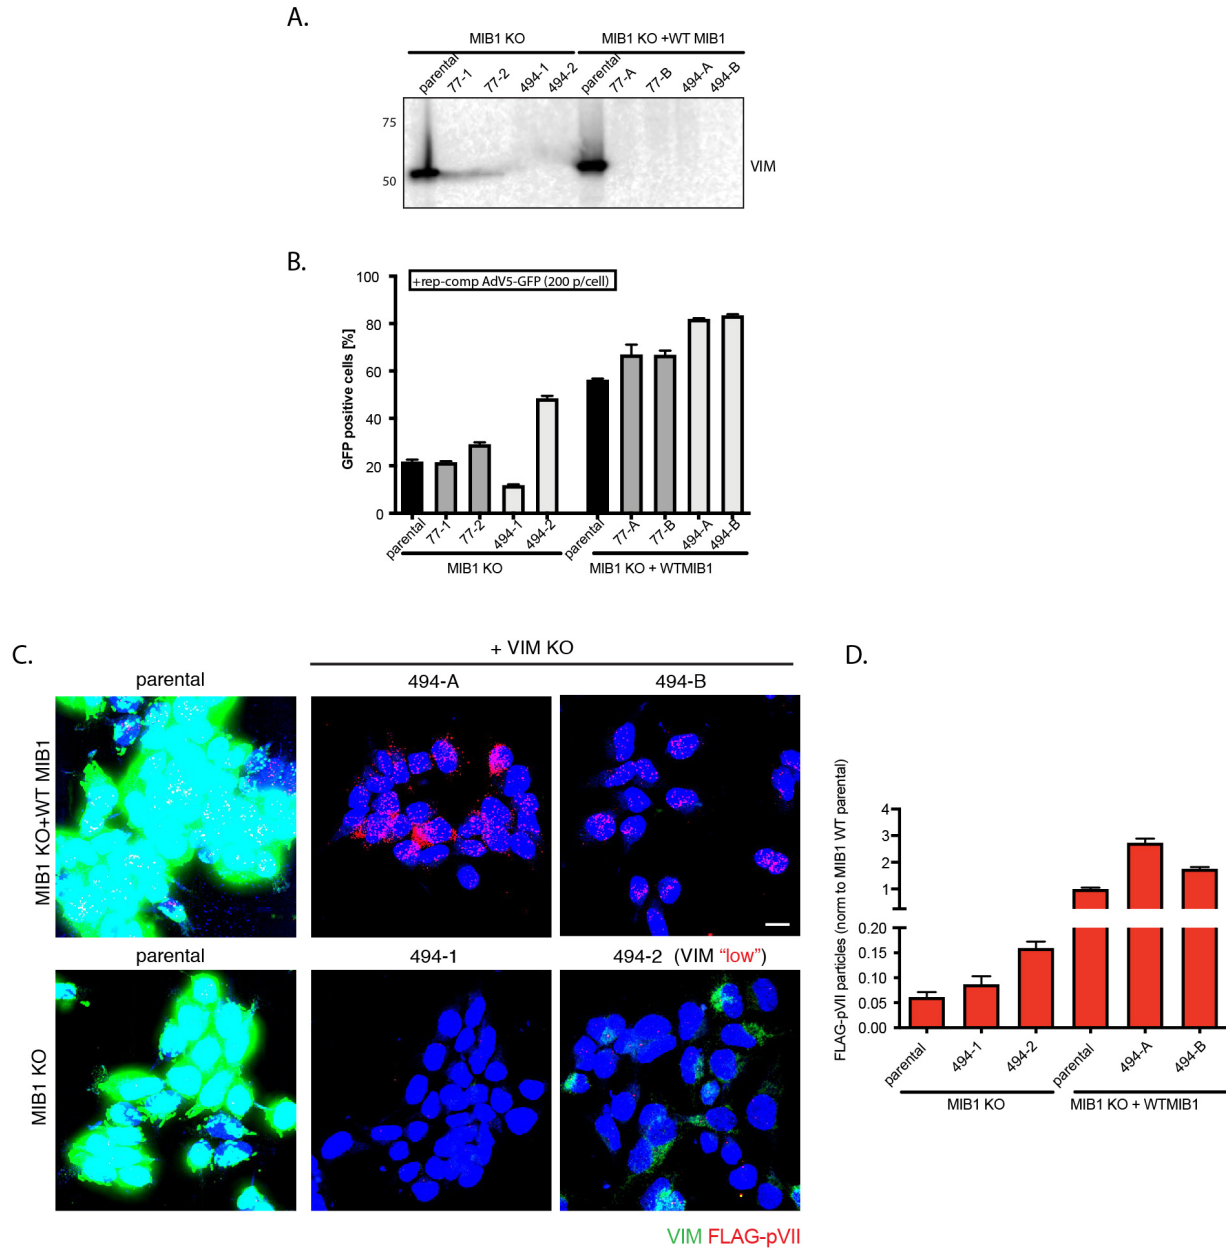 A.
MIB1 KO
MIB1 KO +WT MIB1
parental 77-1 77-2 494-1 494-2 parental 77-A 77-B 494-A 494-B
75
50
VIM
B.
+rep-comp AdV5-GFP (200 p/cell)
GFP positive cells [%]
100
80
60
40
20
0
parental 77-1 77-2 494-1 494-2 parental 77-A 77-B 494-A 494-B
MIB1 KO
MIB1 KO + WTMIB1
C.
+ VIM KO
parental
494-A
494-B
MIB1 KO+WT MIB1
parental
494-1
494-2 (VIM “low”)
MIB1 KO
VIM FLAG-pVII
D.
FLAG-pVII particles (norm to MIB1 WT parental)
4
3
2
1
0.20
0.15
0.10
0.05
0.00
parental 494-1 494-2 parental 494-A 494-B
MIB1 KO
MIB1 KO + WTMIB1